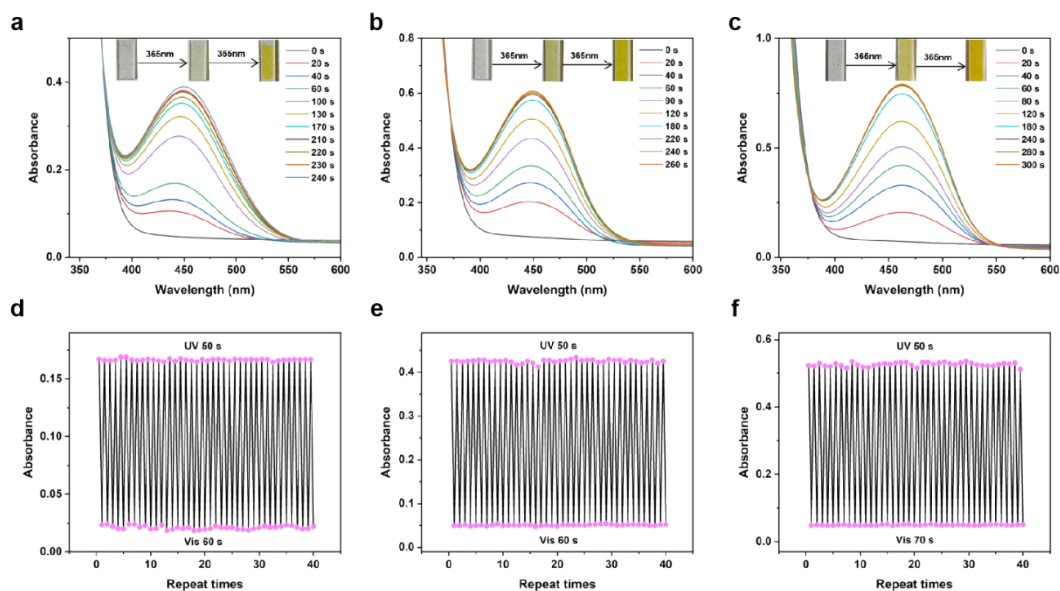 a
365nm
365nm
0 s
20 s
40 s
60 s
100 s
130 s
170 s
210 s
220 s
230 s
240 s
0.4
0.2
0.0
Absorbance
350 400 450 500 550 600
Wavelength (nm)
b
365nm
365nm
0 s
20 s
40 s
60 s
90 s
120 s
180 s
220 s
240 s
260 s
0.8
0.6
0.4
0.2
0.0
Absorbance
350 400 450 500 550 600
Wavelength (nm)
c
365nm
365nm
0 s
20 s
40 s
60 s
80 s
120 s
180 s
240 s
280 s
300 s
1.0
0.5
0.0
Absorbance
350 400 450 500 550 600
Wavelength (nm)
d
UV 50 s
Vis 60 s
0.15
0.10
0.05
0.00
Absorbance
0 10 20 30 40
Repeat times
e
UV 50 s
Vis 60 s
0.4
0.3
0.2
0.1
0.0
Absorbance
0 10 20 30 40
Repeat times
f
UV 50 s
Vis 70 s
0.6
0.4
0.2
0.0
Absorbance
0 10 20 30 40
Repeat times